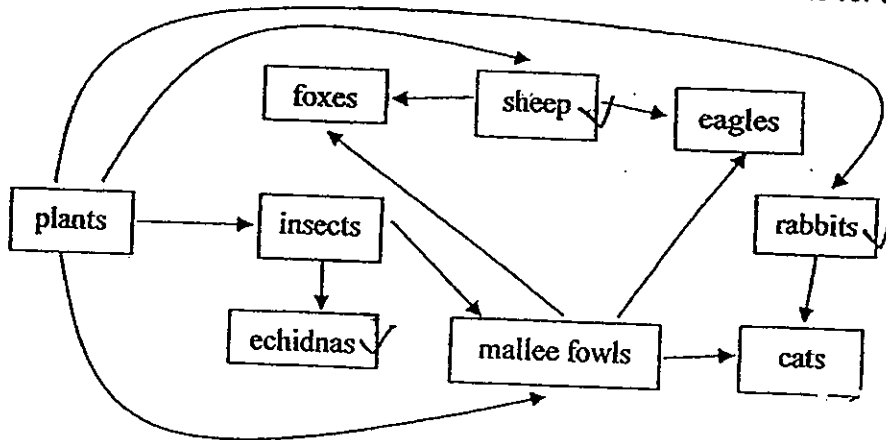 foxes
sheep
eagles
plants
insects
rabbits
echidnas
mallee fowls
cats